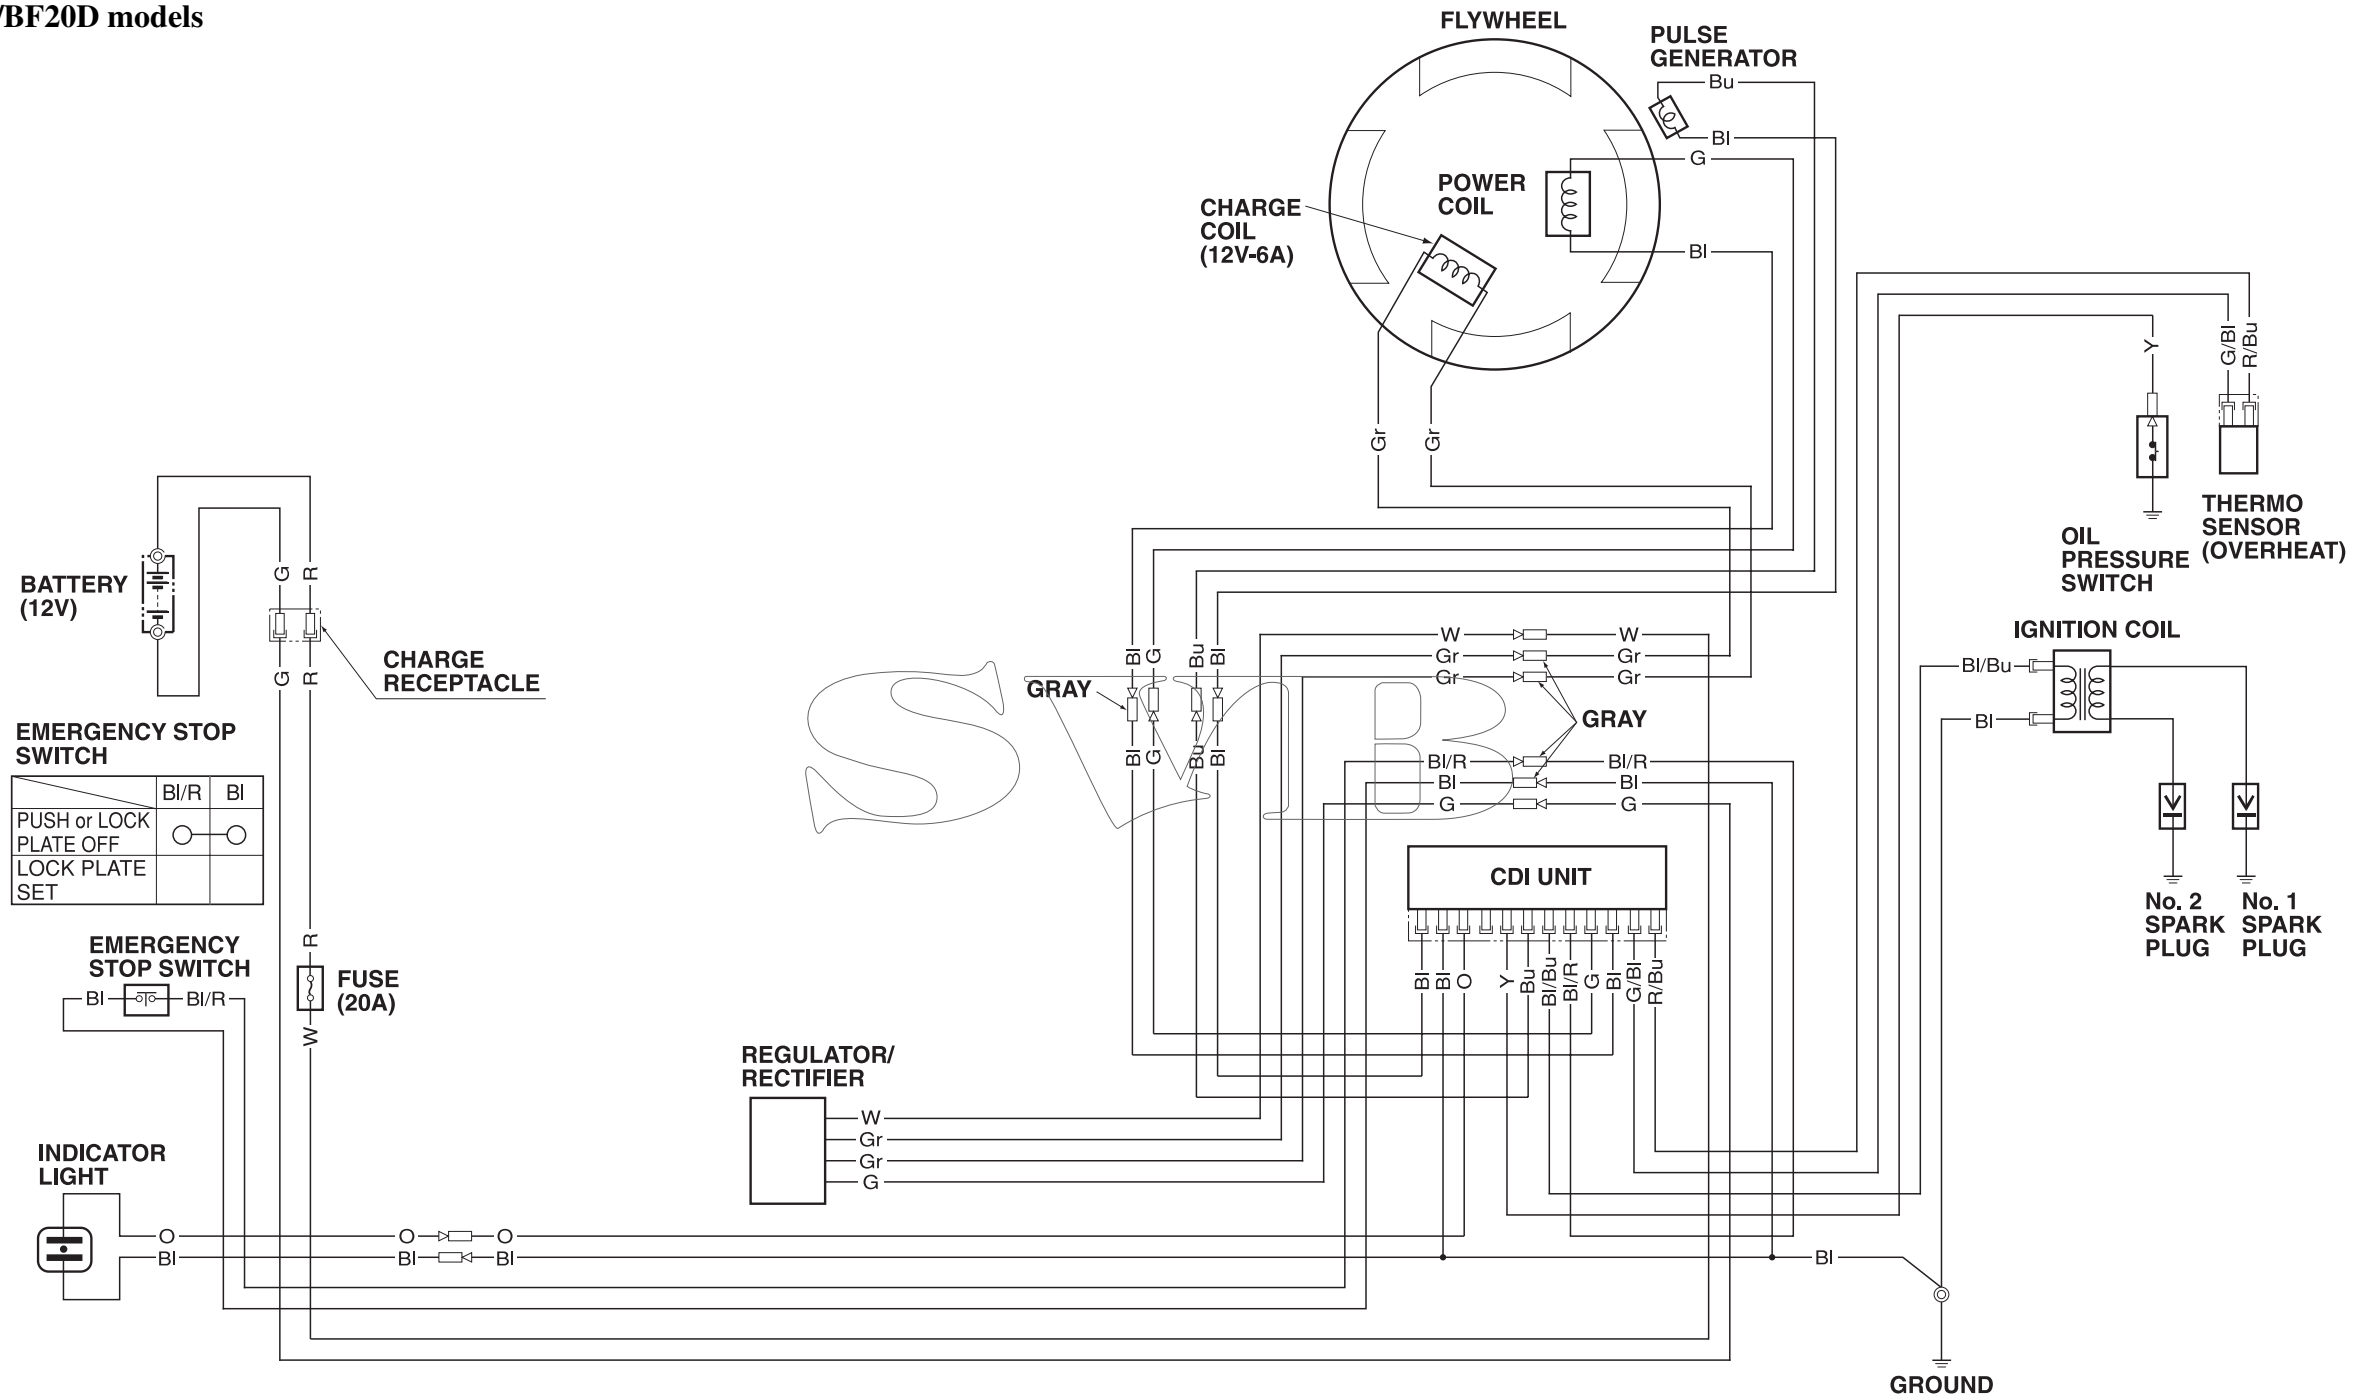 /BF20D models
FLYWHEEL
PULSE
GENERATOR
Bu
Bl
G
POWER
COIL
CHARGE
COIL
(12V-6A)
Bl
Gr
Gr
Y
G/Bl
R/Bu
THERMO
SENSOR
(OVERHEAT)
OIL
PRESSURE
SWITCH
BATTERY
(12V)
G
R
G
R
CHARGE
RECEPTACLE
EMERGENCY STOP
SWITCH
Bl/R
Bl
PUSH or LOCK
PLATE OFF
LOCK PLATE
SET
EMERGENCY
STOP SWITCH
Bl
Bl/R
R
FUSE
(20A)
W
Bl
G
Bu
Bl
GRAY
Bl
G
Bu
Bl
SMB
W
W
Gr
Gr
Gr
Gr
GRAY
Bl/R
Bl/R
Bl
Bl
G
G
IGNITION COIL
Bl/Bu
Bl
No. 2
SPARK
PLUG
No. 1
SPARK
PLUG
CDI UNIT
Bl
Bl
O
Y
Bu
Bl/Bu
Bl/R
G
Bl
G/Bl
R/Bu
REGULATOR/
RECTIFIER
W
Gr
Gr
G
INDICATOR
LIGHT
O
O
O
Bl
Bl
Bl
Bl
GROUND